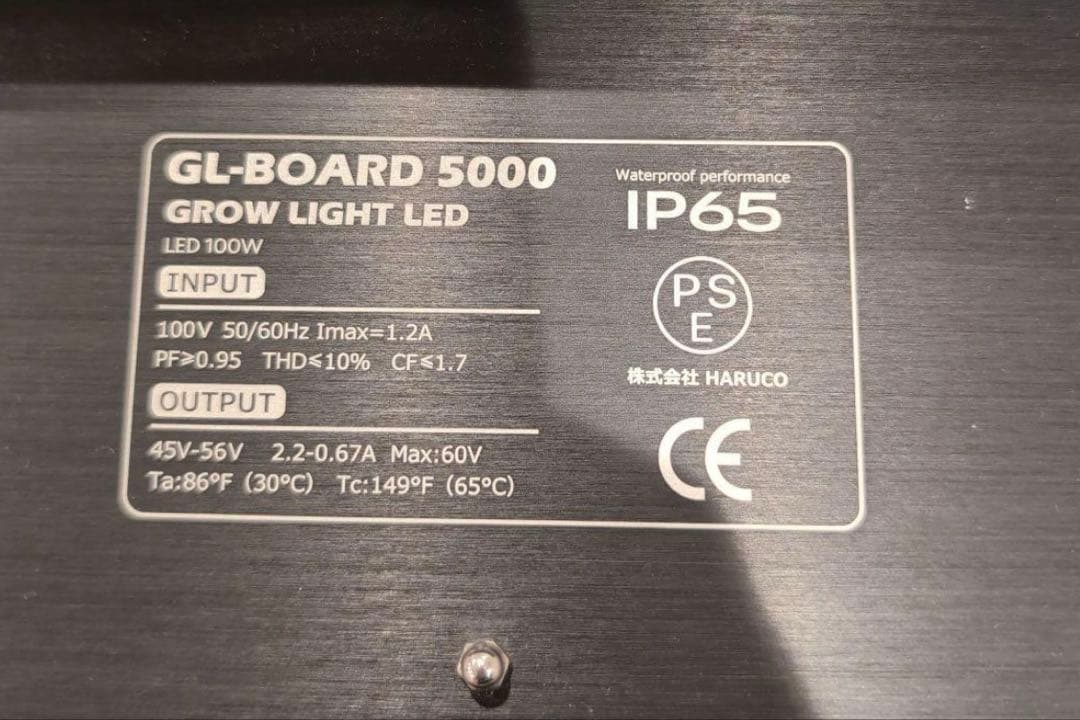 GL-BOARD 5000
GROW LIGHT LED
LED 100W
INPUT
100V 50/60Hz Imax=1.2A
PF≥0.95 THD≤10% CF≤1.7
OUTPUT
45V-56V 2.2-0.67A Max:60V
Ta:86°F (30°C) Tc:149°F (65°C)
Waterproof performance
IP65
PS
E
株式会社 HARUCO
CE